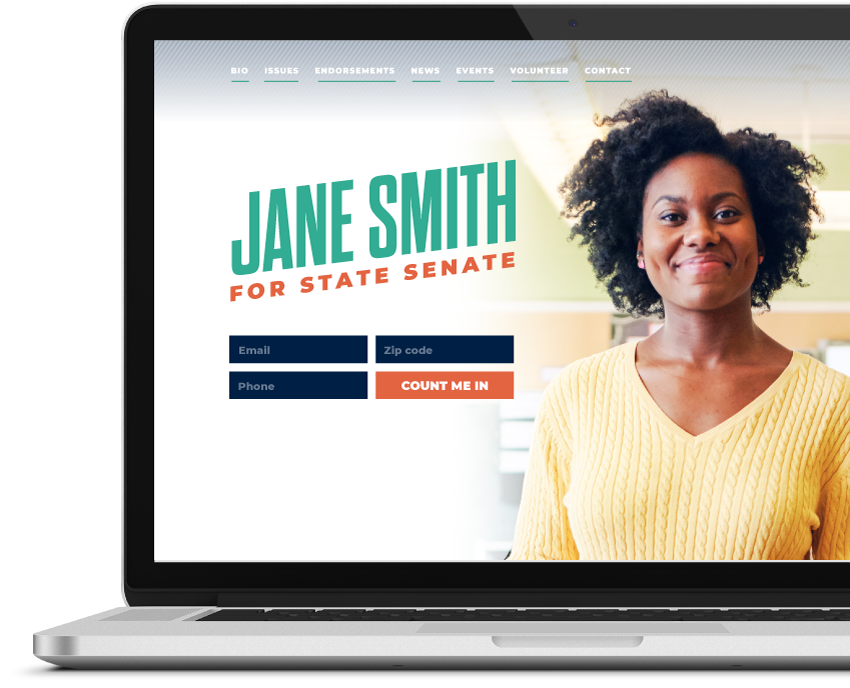 BIO ISSUES ENDORSEMENTS NEWS EVENTS VOLUNTEER CONTACT
JANE SMITH
FOR STATE SENATE
Email Zip code
Phone COUNT ME IN